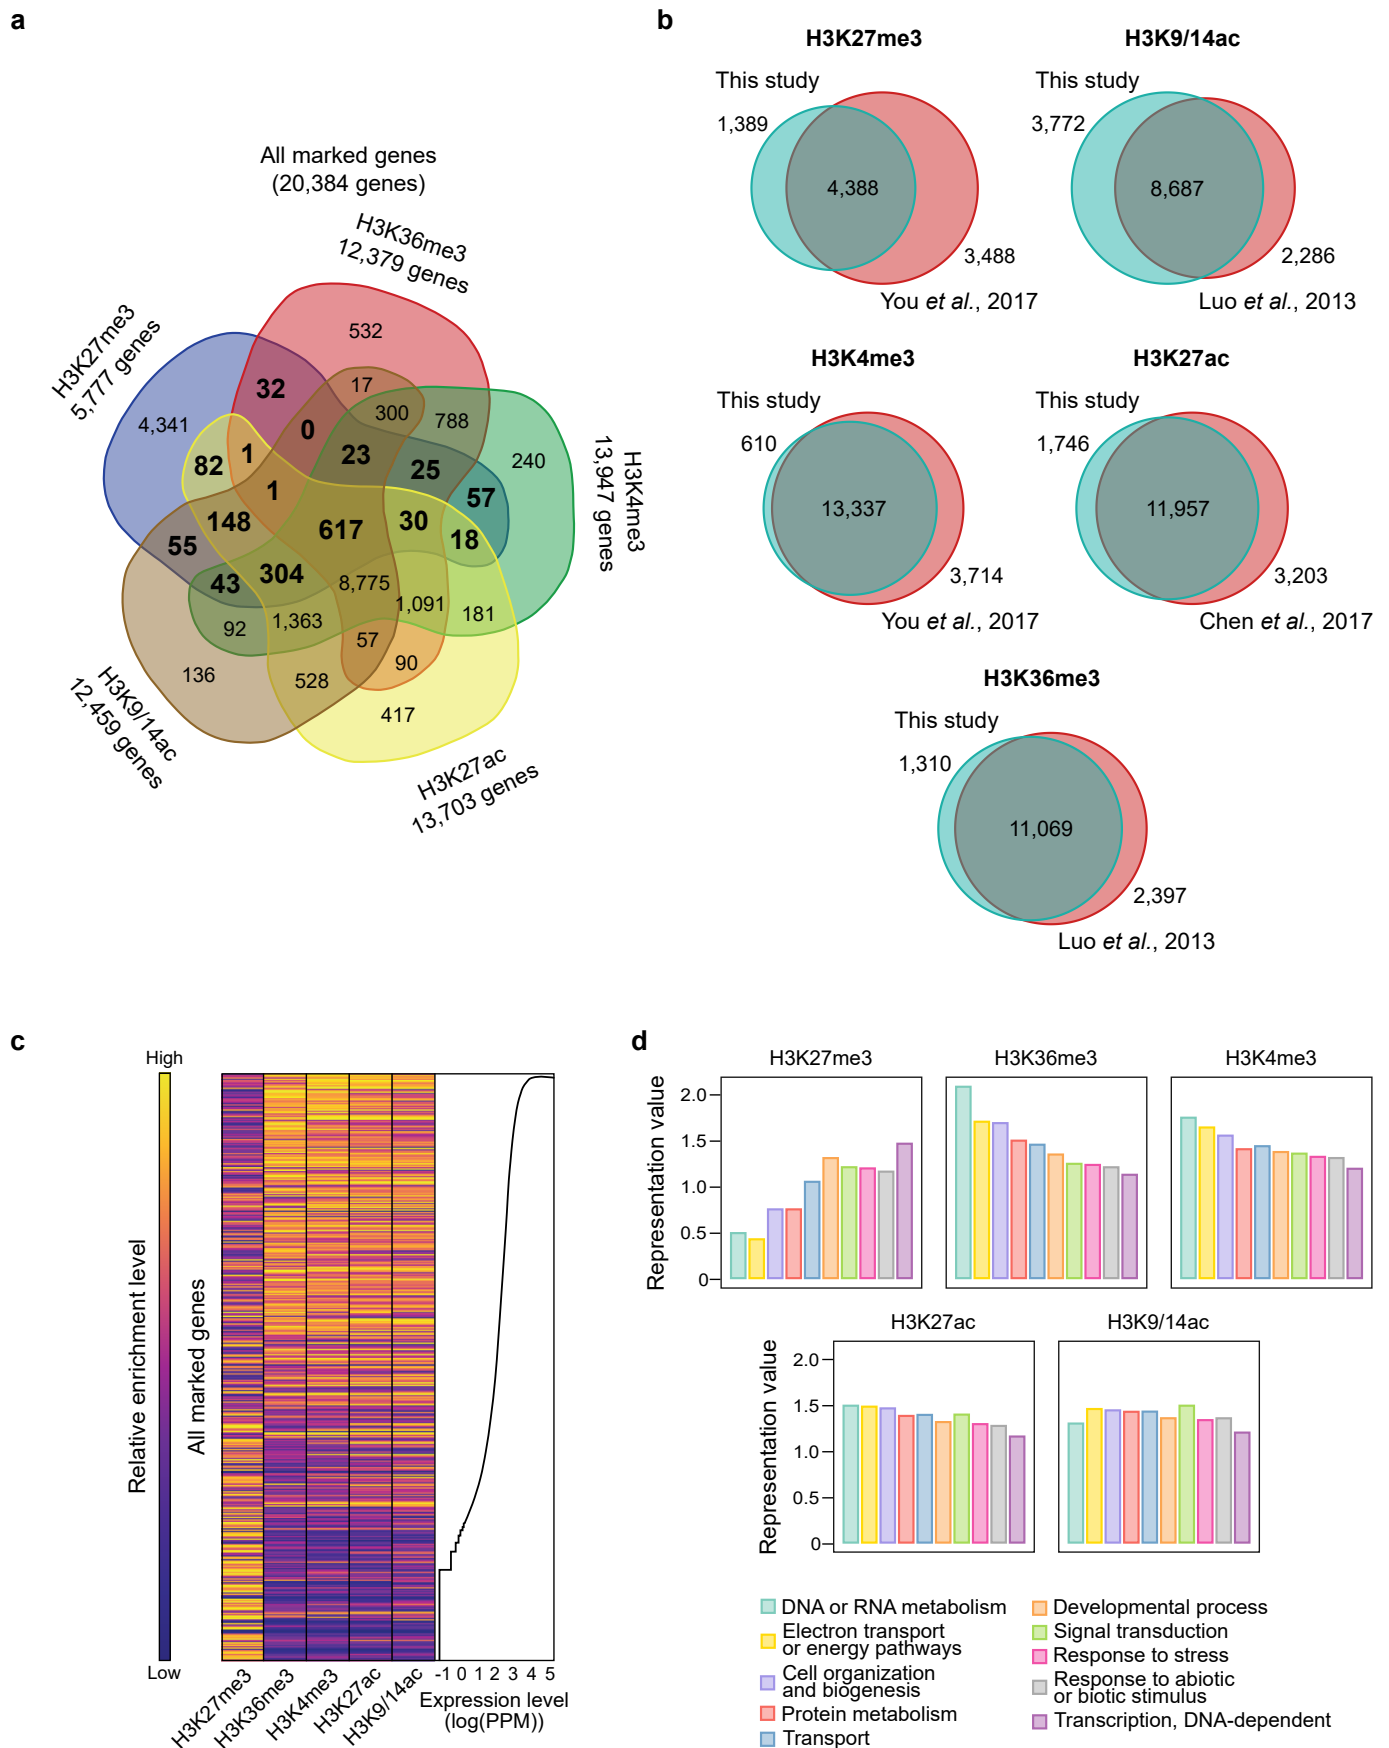 a
All marked genes
(20,384 genes)
H3K36me3
12,379 genes
H3K27me3
5,777 genes
H3K4me3
13,947 genes
H3K9/14ac
12,459 genes
H3K27ac
13,703 genes
532
32
17
300
788
4,341
0
240
82
1
23
25
57
1
148
617
30
18
55
43
304
8,775
1,091
181
92
1,363
57
90
136
528
417
b
H3K27me3
This study
1,389
4,388
3,488
You et al., 2017
H3K9/14ac
This study
3,772
8,687
2,286
Luo et al., 2013
H3K4me3
This study
610
13,337
3,714
You et al., 2017
H3K27ac
This study
1,746
11,957
3,203
Chen et al., 2017
H3K36me3
This study
1,310
11,069
2,397
Luo et al., 2013
c
High
Relative enrichment level
Low
All marked genes
H3K27me3
H3K36me3
H3K4me3
H3K27ac
H3K9/14ac
-1 0 1 2 3 4 5
Expression level
(log(PPM))
d
H3K27me3
H3K36me3
H3K4me3
Representation value
2.0
1.5
1.0
0.5
0
H3K27ac
H3K9/14ac
Representation value
2.0
1.5
1.0
0.5
0
DNA or RNA metabolism
Electron transport
or energy pathways
Cell organization
and biogenesis
Protein metabolism
Transport
Developmental process
Signal transduction
Response to stress
Response to abiotic
or biotic stimulus
Transcription, DNA-dependent